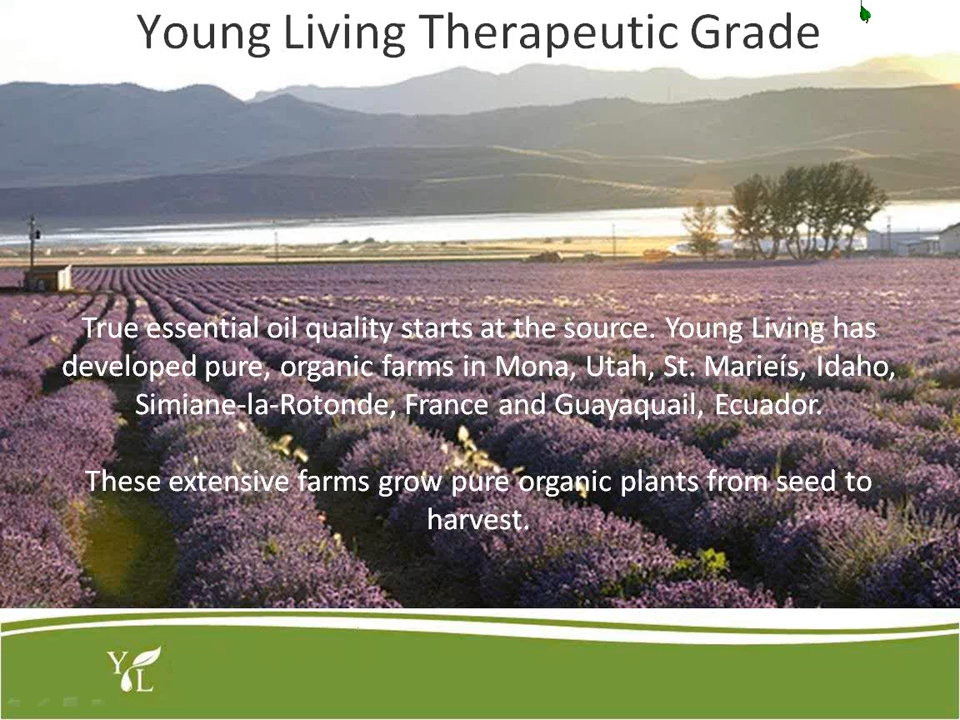 Young Living Therapeutic Grade
True essential oil quality starts at the source. Young Living has
developed pure, organic farms in Mona, Utah, St. Marieís, Idaho,
Simiane-la-Rotonde, France and Guayaquail, Ecuador.
These extensive farms grow pure organic plants from seed to
harvest.
Y L